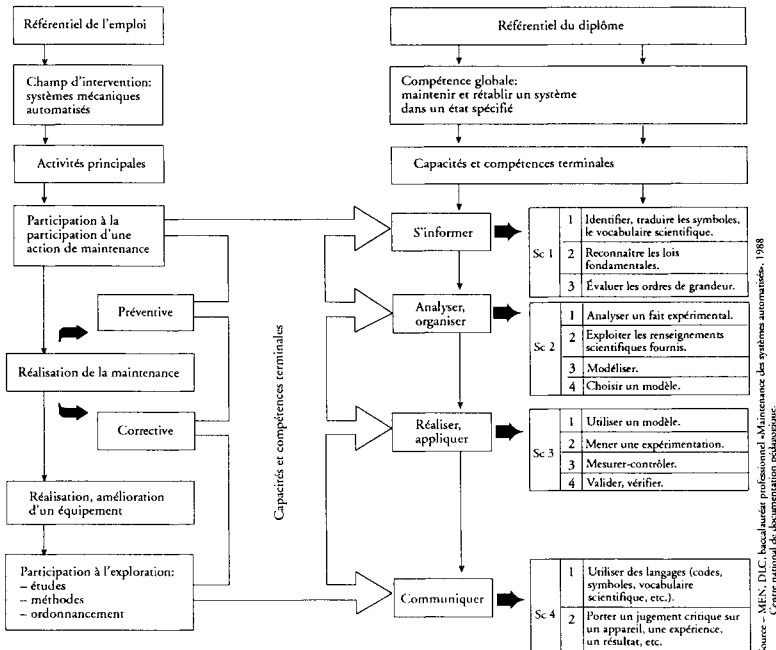 Référentiel de l'emploi
Champ d'intervention:
systèmes mécaniques
automatisés
Activités principales
Participation à la
participation d'une
action de maintenance
Préventive
Réalisation de la maintenance
Corrective
Réalisation, amélioration
d'un équipement
Participation à l'exploration:
– études
– méthodes
– ordonnancement
Capacités et compétences terminales
Référentiel du diplôme
Compétence globale:
maintenir et rétablir un système
dans un état spécifié
Capacités et compétences terminales
S'informer
Sc 1
1 Identifier, traduire les symboles,
le vocabulaire scientifique.
2 Reconnaître les lois
fondamentales.
3 Évaluer les ordres de grandeur.
Analyser,
organiser
Sc 2
1 Analyser un fait expérimental.
2 Exploiter les renseignements
scientifiques fournis.
3 Modéliser.
4 Choisir un modèle.
Réaliser,
appliquer
Sc 3
1 Utiliser un modèle.
2 Mener une expérimentation.
3 Mesurer-contrôler.
4 Valider, vérifier.
Communiquer
Sc 4
1 Utiliser des langages (codes,
symboles, vocabulaire
scientifique, etc.).
2 Porter un jugement critique sur
un appareil, une expérience,
un résultat, etc.
Source – MEN, DLC, baccalauréat professionnel «Maintenance des systèmes automatisés», 1988
Centre national de documentation pédagogique.